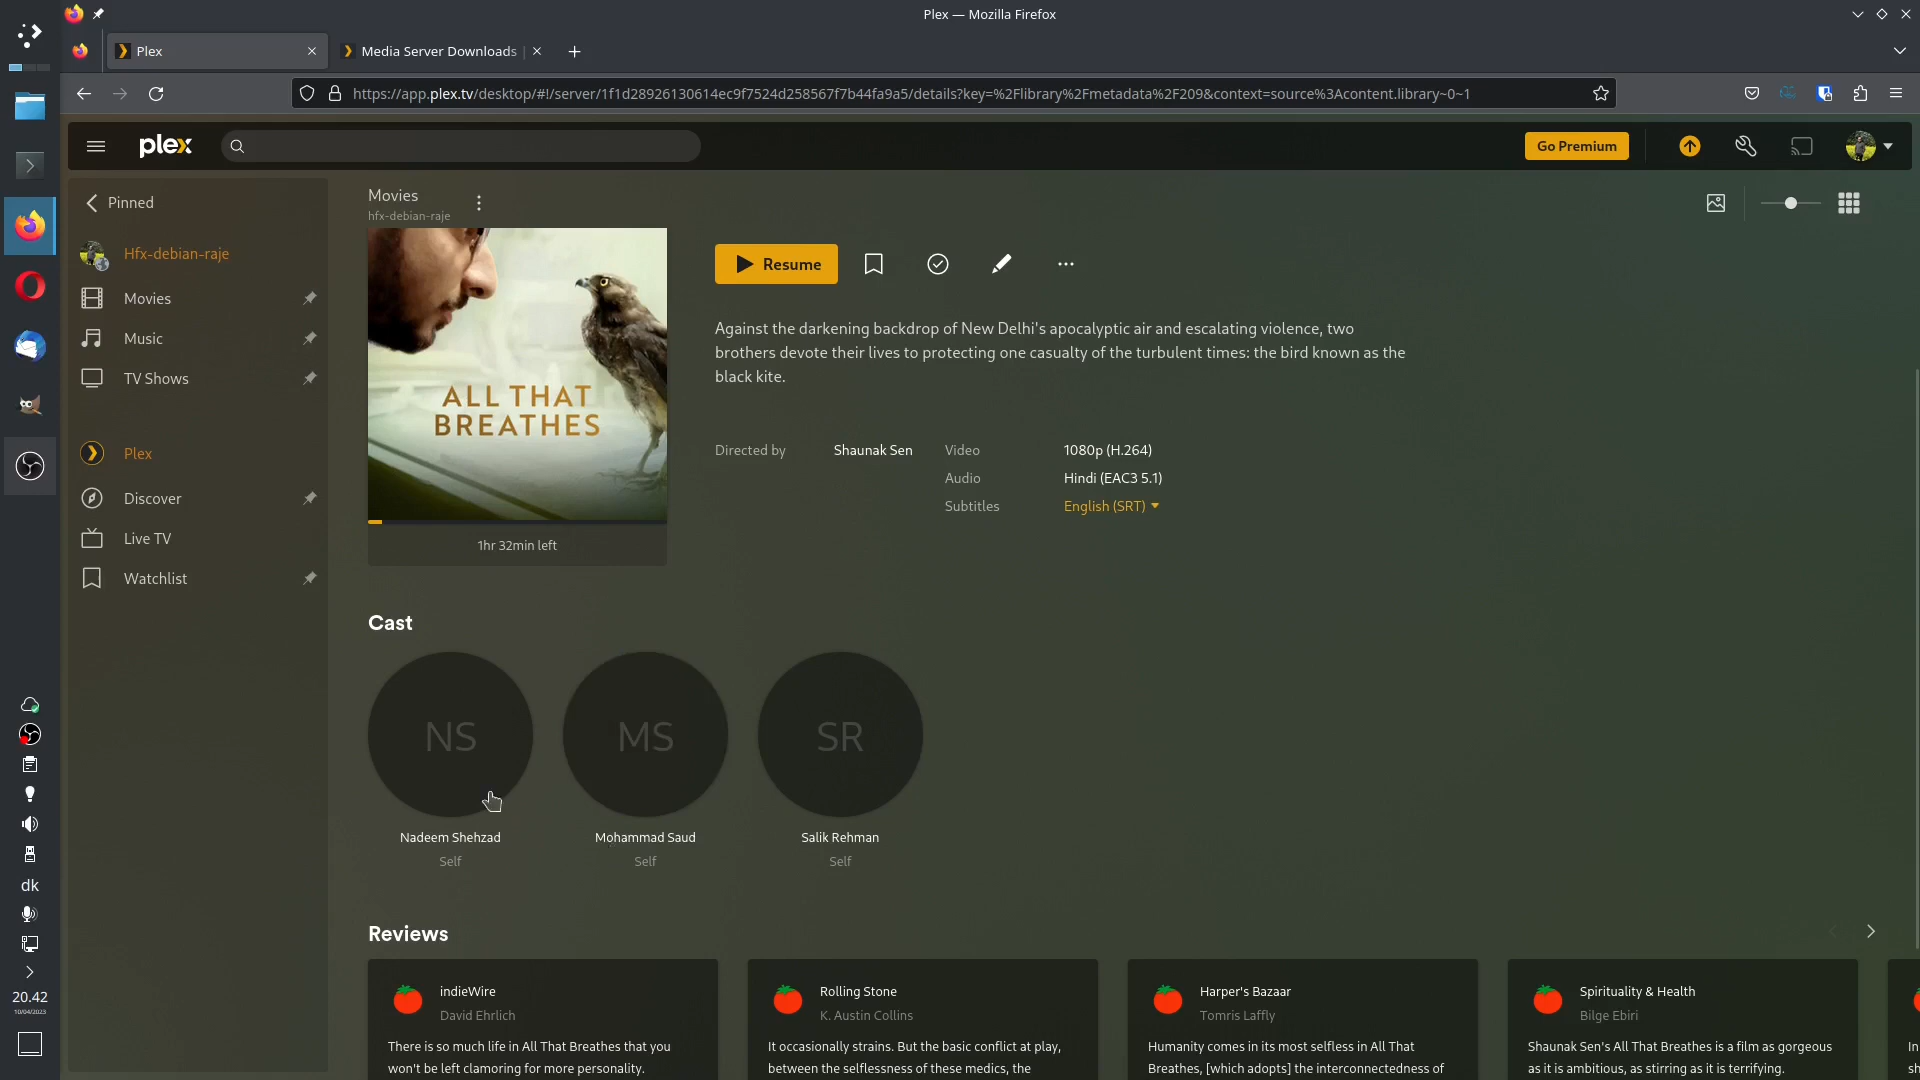 Plex — Mozilla Firefox
Plex
Media Server Downloads |
https://app.plex.tv/desktop/#!/server/1f1d28926130614ec9f7524d258567f7b44fa9a5/details?key=%2Flibrary%2Fmetadata%2F209&context=source%3Acontent.library~0~1
plex
Go Premium
Pinned
Hfx-debian-raje
Movies
Music
TV Shows
Plex
Discover
Live TV
Watchlist
Movies
hfx-debian-raje
ALL THAT
BREATHES
1hr 32min left
Resume
Against the darkening backdrop of New Delhi's apocalyptic air and escalating violence, two
brothers devote their lives to protecting one casualty of the turbulent times: the bird known as the
black kite.
Directed by Shaunak Sen
Video 1080p (H.264)
Audio Hindi (EAC3 5.1)
Subtitles English (SRT)
Cast
NS
MS
SR
Nadeem Shehzad
Self
Mohammad Saud
Self
Salik Rehman
Self
Reviews
indieWire
David Ehrlich
There is so much life in All That Breathes that you
won't be left clamoring for more personality.
Rolling Stone
K. Austin Collins
It occasionally strains. But the basic conflict at play,
between the selflessness of these medics, the
Harper's Bazaar
Tomris Laffly
Humanity comes in its most selfless in All That
Breathes, [which adopts] the interconnectedness of
Spirituality & Health
Bilge Ebiri
Shaunak Sen's All That Breathes is a film as gorgeous
as it is ambitious, as stirring as it is terrifying.
In
sh
dk
20.42
10/04/2023